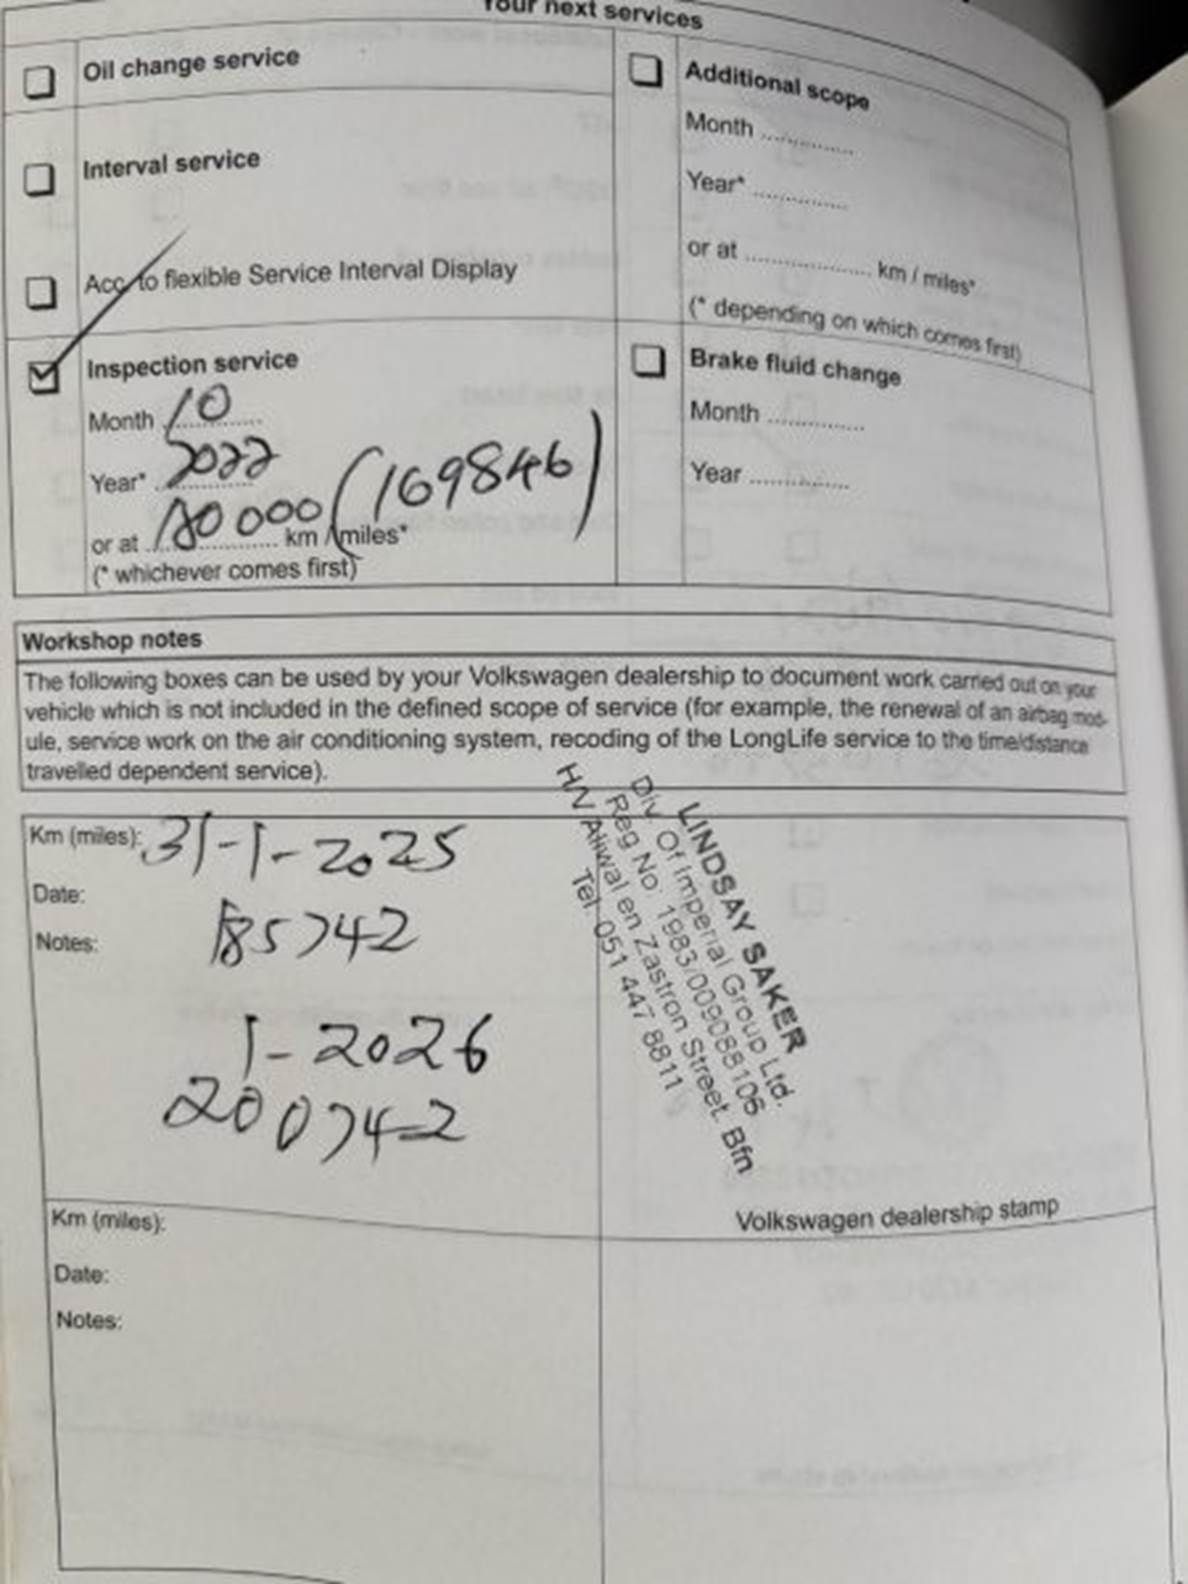 Your next services
Oil change service
Interval service
Acc. to flexible Service Interval Display
Inspection service
Month 10
Year* 2022
or at 180000 (169846) km / miles*
(* whichever comes first)
Additional scope
Month ..............
Year* ..............
or at ................... km / miles*
(* depending on which comes first)
Brake fluid change
Month ..............
Year ..............
Workshop notes
The following boxes can be used by your Volkswagen dealership to document work carried out on your
vehicle which is not included in the defined scope of service (for example, the renewal of an airbag mod-
ule, service work on the air conditioning system, recoding of the LongLife service to the time/distance
travelled dependent service).
Km (miles): 31-1-2025
Date:
185742
Notes:
1-2026
200742
LINDSAY SAKER
Div. Of Imperial Group Ltd.
Reg No: 1983/009088106
H/V Aliwal en Zastron Street. Bfn
Tel. 051 447 8811
Volkswagen dealership stamp
Km (miles):
Date:
Notes: